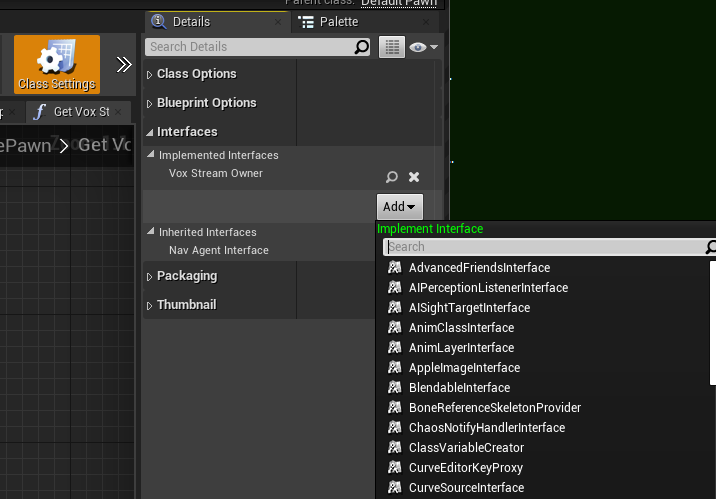 Parent class: Default Pawn
Details
Palette
Search Details
Class Settings
Class Options
Blueprint Options
Get Vox St
ePawn > Get Vo
Interfaces
Implemented Interfaces
Vox Stream Owner
Add
Implement Interface
Search
Inherited Interfaces
Nav Agent Interface
Packaging
Thumbnail
AdvancedFriendsInterface
AIPerceptionListenerInterface
AISightTargetInterface
AnimClassInterface
AnimLayerInterface
AppleImageInterface
BlendableInterface
BoneReferenceSkeletonProvider
ChaosNotifyHandlerInterface
ClassVariableCreator
CurveEditorKeyProxy
CurveSourceInterface